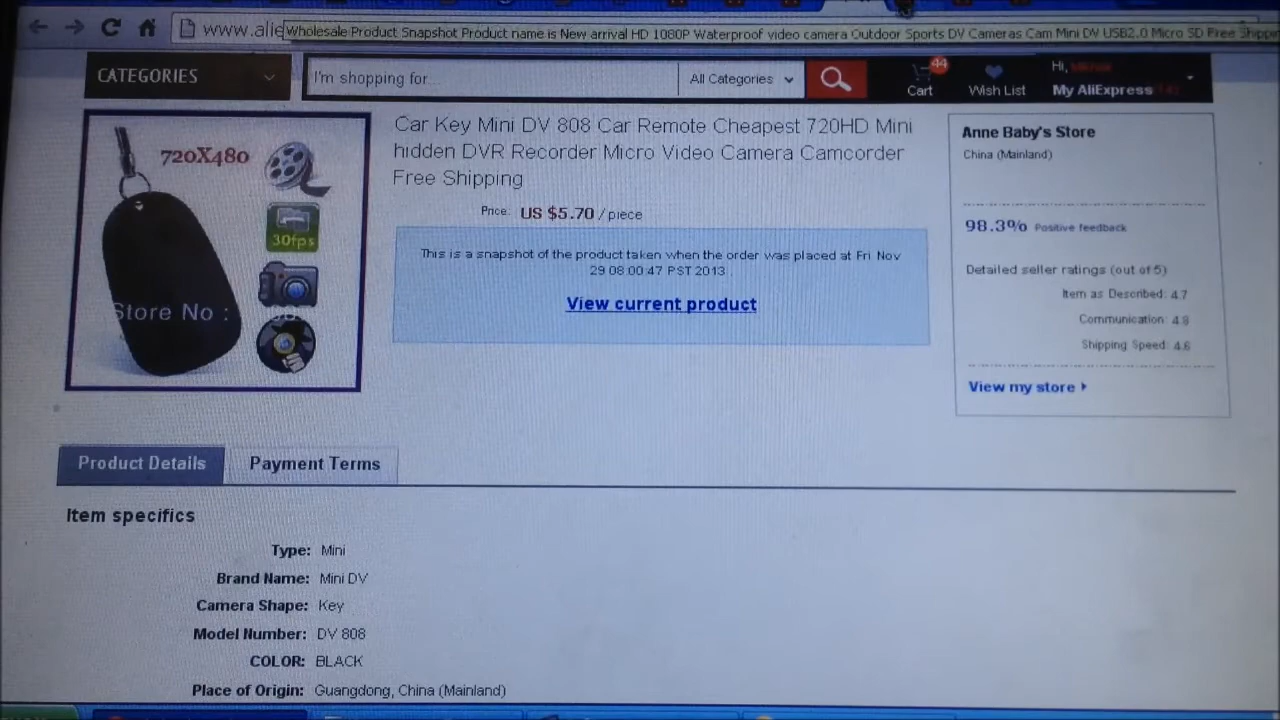 www.alie
Wholesale Product Snapshot Product name is New arrival HD 1080P Waterproof video camera Outdoor Sports DV Cameras Cam Mini DV USB2.0 Micro SD Free
CATEGORIES
I'm shopping for...
All Categories
44
Cart
Wish List
Hi,
My AliExpress
720X480
30fps
Store No :
Car Key Mini DV 808 Car Remote Cheapest 720HD Mini
hidden DVR Recorder Micro Video Camera Camcorder
Free Shipping
Price: US $5.70 / piece
This is a snapshot of the product taken when the order was placed at Fri Nov
29 08:00:47 PST 2013
View current product
Anne Baby's Store
China (Mainland)
98.3% Positive feedback
Detailed seller ratings (out of 5)
Item as Described: 4.7
Communication: 4.8
Shipping Speed: 4.8
View my store
Product Details
Payment Terms
Item specifics
Type: Mini
Brand Name: Mini DV
Camera Shape: Key
Model Number: DV 808
COLOR: BLACK
Place of Origin: Guangdong, China (Mainland)